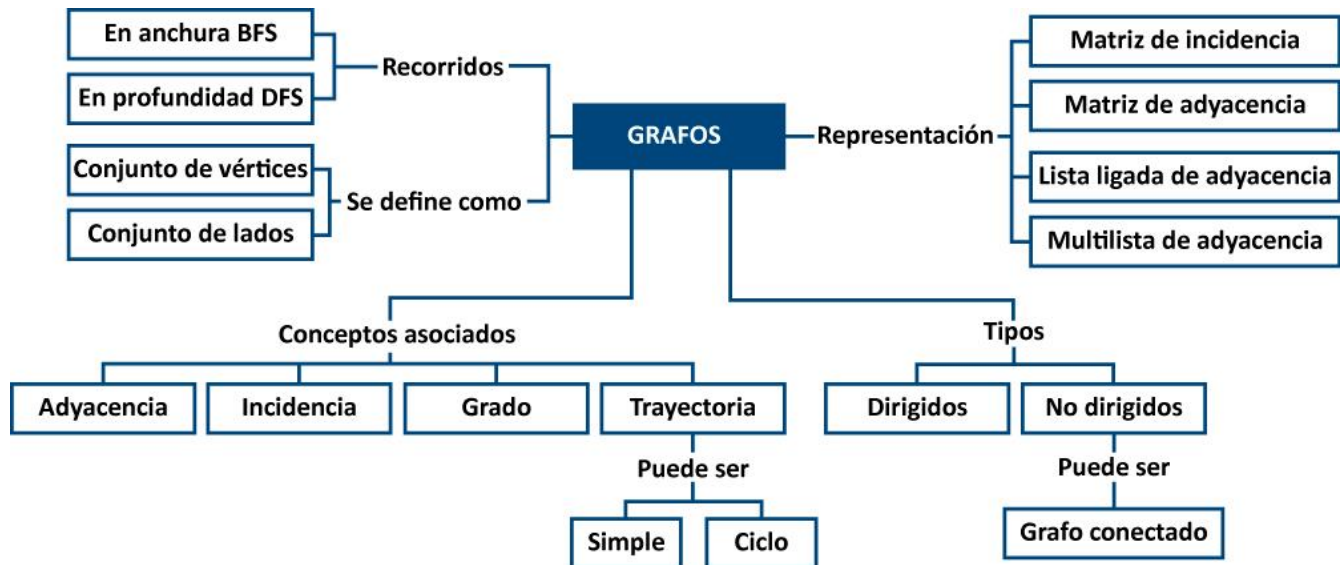 En anchura BFS
En profundidad DFS
Recorridos
Conjunto de vértices
Conjunto de lados
Se define como
GRAFOS
Representación
Matriz de incidencia
Matriz de adyacencia
Lista ligada de adyacencia
Multilista de adyacencia
Conceptos asociados
Adyacencia
Incidencia
Grado
Trayectoria
Puede ser
Simple
Ciclo
Tipos
Dirigidos
No dirigidos
Puede ser
Grafo conectado